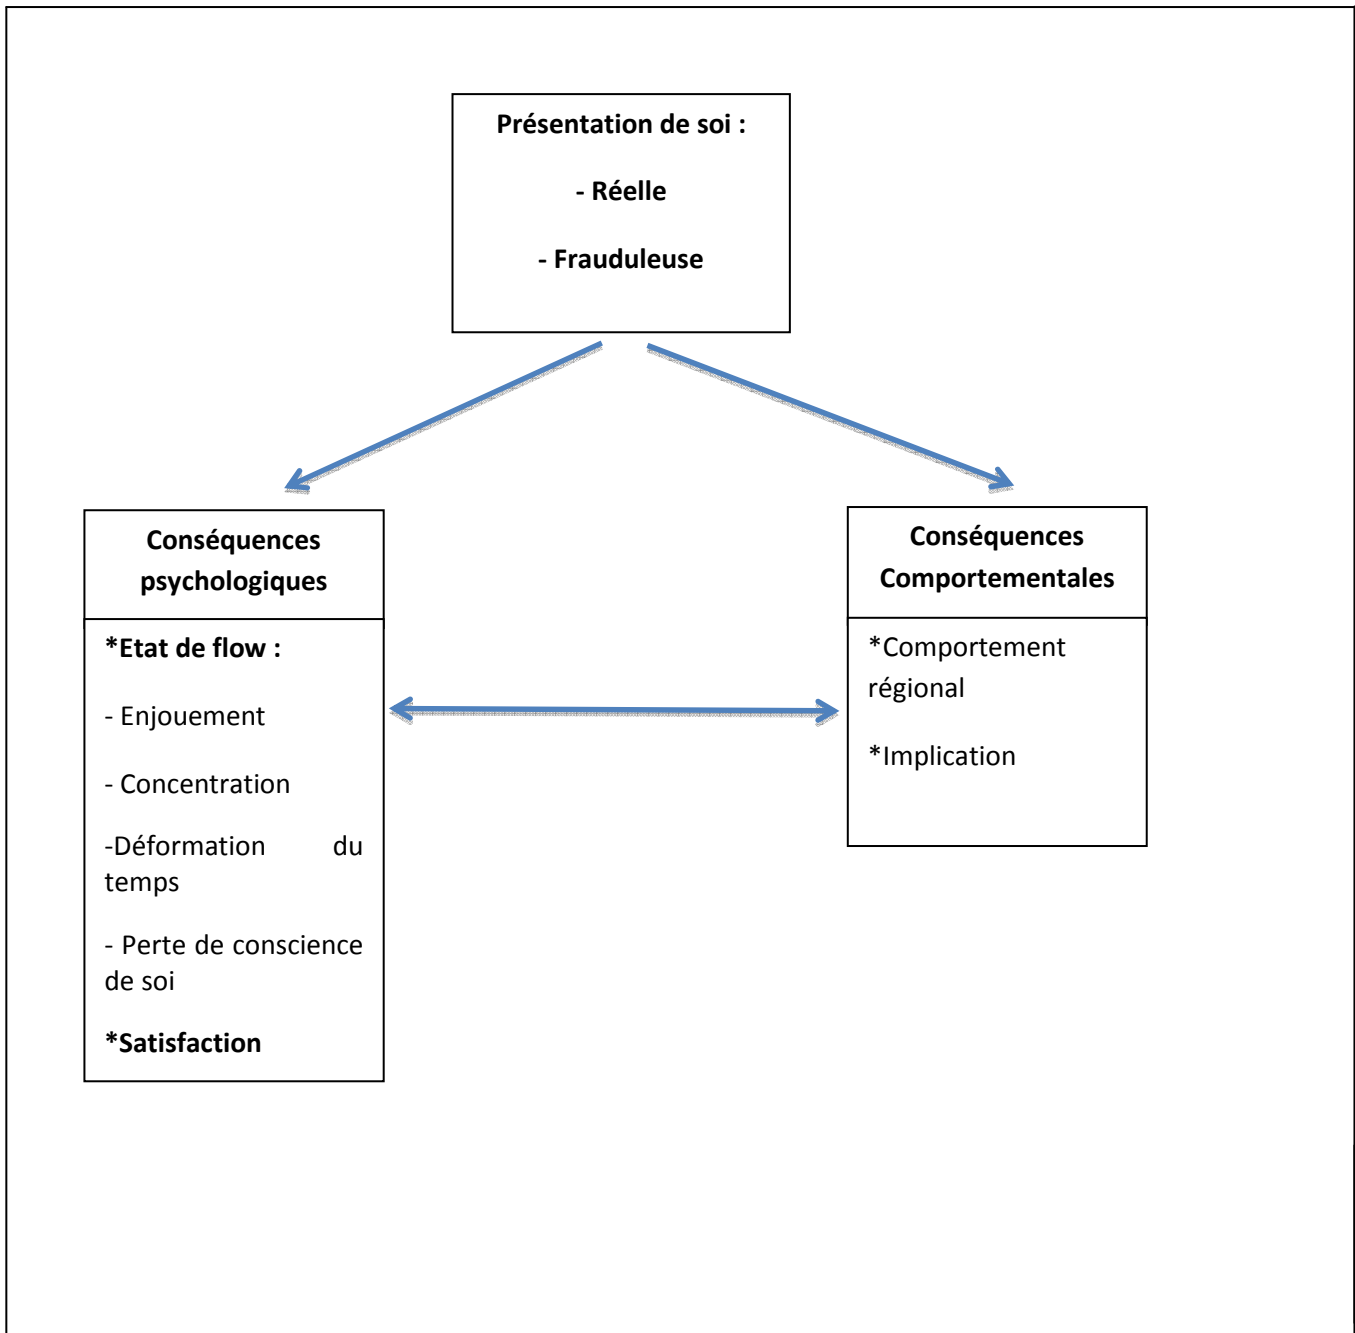 Présentation de soi :
- Réelle
- Frauduleuse
Conséquences
psychologiques
*Etat de flow :
- Enjouement
- Concentration
-Déformation du
temps
- Perte de conscience
de soi
*Satisfaction
Conséquences
Comportementales
*Comportement
régional
*Implication